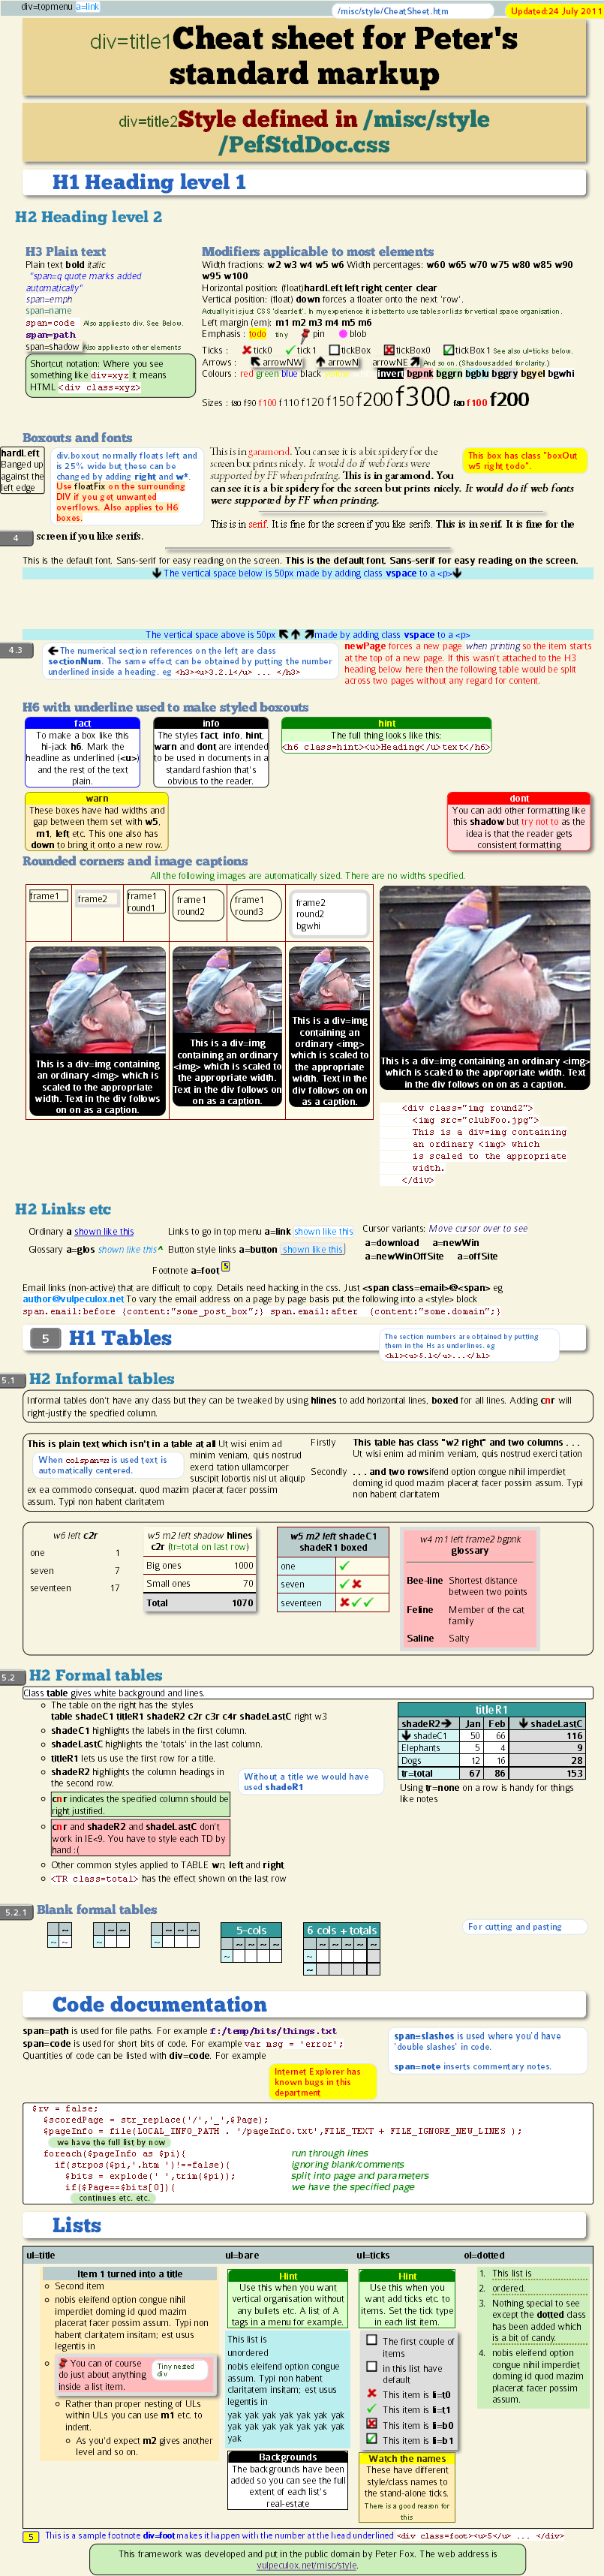 div=topmenu a=link
/misc/style/CheatSheet.htm
Updated:24 July 2011
div=title1Cheat sheet for Peter's
standard markup
div=title2Style defined in /misc/style
/PefStdDoc.css
H1 Heading level 1
H2 Heading level 2
H3 Plain text
Plain text bold italic
"span=q quote marks added
automatically"
span=emph
span=name
span=code Also applies to div. See Below.
span=path
span=shadow Also applies to other elements
Shortcut notation: Where you see
something like div=xyz it means
HTML <div class=xyz>
Modifiers applicable to most elements
Width fractions: w2 w3 w4 w5 w6 Width percentages: w60 w65 w70 w75 w80 w85 w90
w95 w100
Horizontal position: (float)hardLeft left right center clear
Vertical position: (float) down forces a floater onto the next 'row'.
Actually it is just CSS 'clear:left'. In my experience it is better to use tables or lists for vertical space organisation.
Left margin (em): m1 m2 m3 m4 m5 m6
Emphasis : todo tiny pin blob
Ticks : tick0 tick1 tickBox tickBox0 tickBox1 See also ul=ticks below.
Arrows : arrowNW arrowN arrowNE And so on. (Shadows added for clarity.)
Colours : red green blue black yellow invert bgpnk bggrn bgblu bggry bgyel bgwhi
Sizes : f80 f90 f100 f110 f120 f150 f200 f300 f80 f100 f200
Boxouts and fonts
hardLeft
Banged up
against the
left edge
div.boxout normally floats left and
is 25% wide but these can be
changed by adding right and w*.
Use floatFix on the surrounding
DIV if you get unwanted
overflows. Also applies to H6
boxes.
This is in garamond. You can see it is a bit spidery for the
screen but prints nicely. It would do if web fonts were
supported by FF when printing. This is in garamond. You
can see it is a bit spidery for the screen but prints nicely. It would do if web fonts
were supported by FF when printing.
This box has class "boxOut
w5 right todo".
This is in serif. It is fine for the screen if you like serifs. This is in serif. It is fine for the
4
screen if you like serifs.
This is the default font. Sans-serif for easy reading on the screen. This is the default font. Sans-serif for easy reading on the screen.
The vertical space below is 50px made by adding class vspace to a <p>
The vertical space above is 50px made by adding class vspace to a <p>
4.3
The numerical section references on the left are class
sectionNum. The same effect can be obtained by putting the number
underlined inside a heading. eg <h3><u>3.2.1</u> ... </h3>
newPage forces a new page when printing so the item starts
at the top of a new page. If this wasn't attached to the H3
heading below here then the following table would be split
across two pages without any regard for content.
H6 with underline used to make styled boxouts
fact
To make a box like this
hi-jack h6. Mark the
headline as underlined (<u>)
and the rest of the text
plain.
info
The styles fact, info, hint,
warn and dont are intended
to be used in documents in a
standard fashion that's
obvious to the reader.
hint
The full thing looks like this:
<h6 class=hint><u>Heading</u>text</h6>
warn
These boxes have had widths and
gap between them set with w5,
m1, left etc. This one also has
down to bring it onto a new row.
dont
You can add other formatting like
this shadow but try not to as the
idea is that the reader gets
consistent formatting
Rounded corners and image captions
All the following images are automatically sized. There are no widths specified.
frame1
frame2
frame1
round1
frame1
round2
frame1
round3
frame2
round2
bgwhi
This is a div=img containing
an ordinary <img> which is
scaled to the appropriate
width. Text in the div follows
on on as a caption.
This is a div=img
containing an ordinary
<img> which is scaled to
the appropriate width.
Text in the div follows on
on as a caption.
This is a div=img
containing an
ordinary <img>
which is scaled to
the appropriate
width. Text in the
div follows on on
as a caption.
This is a div=img containing an ordinary <img>
which is scaled to the appropriate width. Text
in the div follows on on as a caption.
<div class="img round2">
<img src="clubFoo.jpg">
This is a div=img containing
an ordinary <img> which
is scaled to the appropriate
width.
</div>
H2 Links etc
Ordinary a shown like this
Links to go in top menu a=link shown like this
Glossary a=glos shown like this^
Button style links a=button shown like this
Footnote a=foot 5
Cursor variants: Move cursor over to see
a=download a=newWin
a=newWinOffSite a=offSite
Email links (non-active) that are difficult to copy. Details need hacking in the css. Just <span class=email>@<span> eg
author@vulpeculox.net To vary the email address on a page by page basis put the following into a <style> block
span.email:before {content:"some_post_box";} span.email:after {content:"some.domain";}
5 H1 Tables
The section numbers are obtained by putting
them in the Hs as underlines. eg
<h1><u>5.1</u>...</h1>
5.1 H2 Informal tables
Informal tables don't have any class but they can be tweaked by using hlines to add horizontal lines, boxed for all lines. Adding cnr will
right-justify the specified column.
This is plain text which isn't in a table at all Ut wisi enim ad
minim veniam, quis nostrud
exerci tation ullamcorper
suscipit lobortis nisl ut aliquip
ex ea commodo consequat. quod mazim placerat facer possim
assum. Typi non habent claritatem
When colspan=n is used text is
automatically centered.
Firstly This table has class "w2 right" and two columns . . .
Ut wisi enim ad minim veniam, quis nostrud exerci tation
Secondly . . . and two rowsifend option congue nihil imperdiet
doming id quod mazim placerat facer possim assum. Typi
non habent claritatem
w6 left c2r
one 1
seven 7
seventeen 17
w5 m2 left shadow hlines
c2r (tr=total on last row)
Big ones 1000
Small ones 70
Total 1070
w5 m2 left shadeC1
shadeR1 boxed
one
seven
seventeen
w4 m1 left frame2 bgpnk
glossary
Bee-line Shortest distance
between two points
Feline Member of the cat
family
Saline Salty
5.2 H2 Formal tables
Class table gives white background and lines.
The table on the right has the styles
table shadeC1 titleR1 shadeR2 c2r c3r c4r shadeLastC right w3
shadeC1 highlights the labels in the first column.
shadeLastC highlights the 'totals' in the last column.
titleR1 lets us use the first row for a title.
shadeR2 highlights the column headings in
the second row.
Without a title we would have
used shadeR1
cnr indicates the specified column should be
right justified.
cnr and shadeR2 and shadeLastC don't
work in IE<9. You have to style each TD by
hand :(
Other common styles applied to TABLE wn, left and right
<TR class=total> has the effect shown on the last row
titleR1
shadeR2 Jan Feb shadeLastC
shadeC1 50 66 116
Elephants 5 4 9
Dogs 12 16 28
tr=total 67 86 153
Using tr=none on a row is handy for things
like notes
5.2.1 Blank formal tables
~
~ ~
~ ~
~
~ ~ ~
~
5-cols
~ ~ ~ ~
~
6 cols + totals
~ ~ ~ ~ ~
~
~
For cutting and pasting
Code documentation
span=path is used for file paths. For example f:/temp/bits/things.txt
span=code is used for short bits of code. For example var msg = 'error';
Quantities of code can be listed with div=code. For example
span=slashes is used where you'd have
'double slashes' in code.
span=note inserts commentary notes.
Internet Explorer has
known bugs in this
department
$rv = false;
$scoredPage = str_replace('/','_',$Page);
$pageInfo = file(LOCAL_INFO_PATH . '/pageInfo.txt',FILE_TEXT + FILE_IGNORE_NEW_LINES );
we have the full list by now
foreach($pageInfo as $pi){ run through lines
if(strpos($pi,'.htm ')!==false){ ignoring blank/comments
$bits = explode(' ',trim($pi)); split into page and parameters
if($Page==$bits[0]){ we have the specified page
continues etc. etc.
Lists
ul=title
ul=bare
ul=ticks
ol=dotted
Item 1 turned into a title
Second item
nobis eleifend option congue nihil
imperdiet doming id quod mazim
placerat facer possim assum. Typi non
habent claritatem insitam; est usus
legentis in
You can of course
do just about anything
inside a list item.
Tiny nested
div
Rather than proper nesting of ULs
within ULs you can use m1 etc. to
indent.
As you'd expect m2 gives another
level and so on.
Hint
Use this when you want
vertical organisation without
any bullets etc. A list of A
tags in a menu for example.
This list is
unordered
nobis eleifend option congue
assum. Typi non habent
claritatem insitam; est usus
legentis in
yak yak yak yak yak yak yak
yak yak yak yak yak yak yak
yak
Backgrounds
The backgrounds have been
added so you can see the full
extent of each list's
real-estate
Hint
Use this when you
want add ticks etc. to
items. Set the tick type
in each list item.
The first couple of
items
in this list have
default
This item is li=t0
This item is li=t1
This item is li=b0
This item is li=b1
Watch the names
These have different
style/class names to
the stand-alone ticks.
There is a good reason for
this
1. This list is
2. ordered.
3. Nothing special to see
except the dotted class
has been added which
is a bit of candy.
4. nobis eleifend option
congue nihil imperdiet
doming id quod mazim
placerat facer possim
assum.
5 This is a sample footnote div=foot makes it happen with the number at the head underlined <div class=foot><u>5</u> ... </div>
This framework was developed and put in the public domain by Peter Fox. The web address is
vulpeculox.net/misc/style.